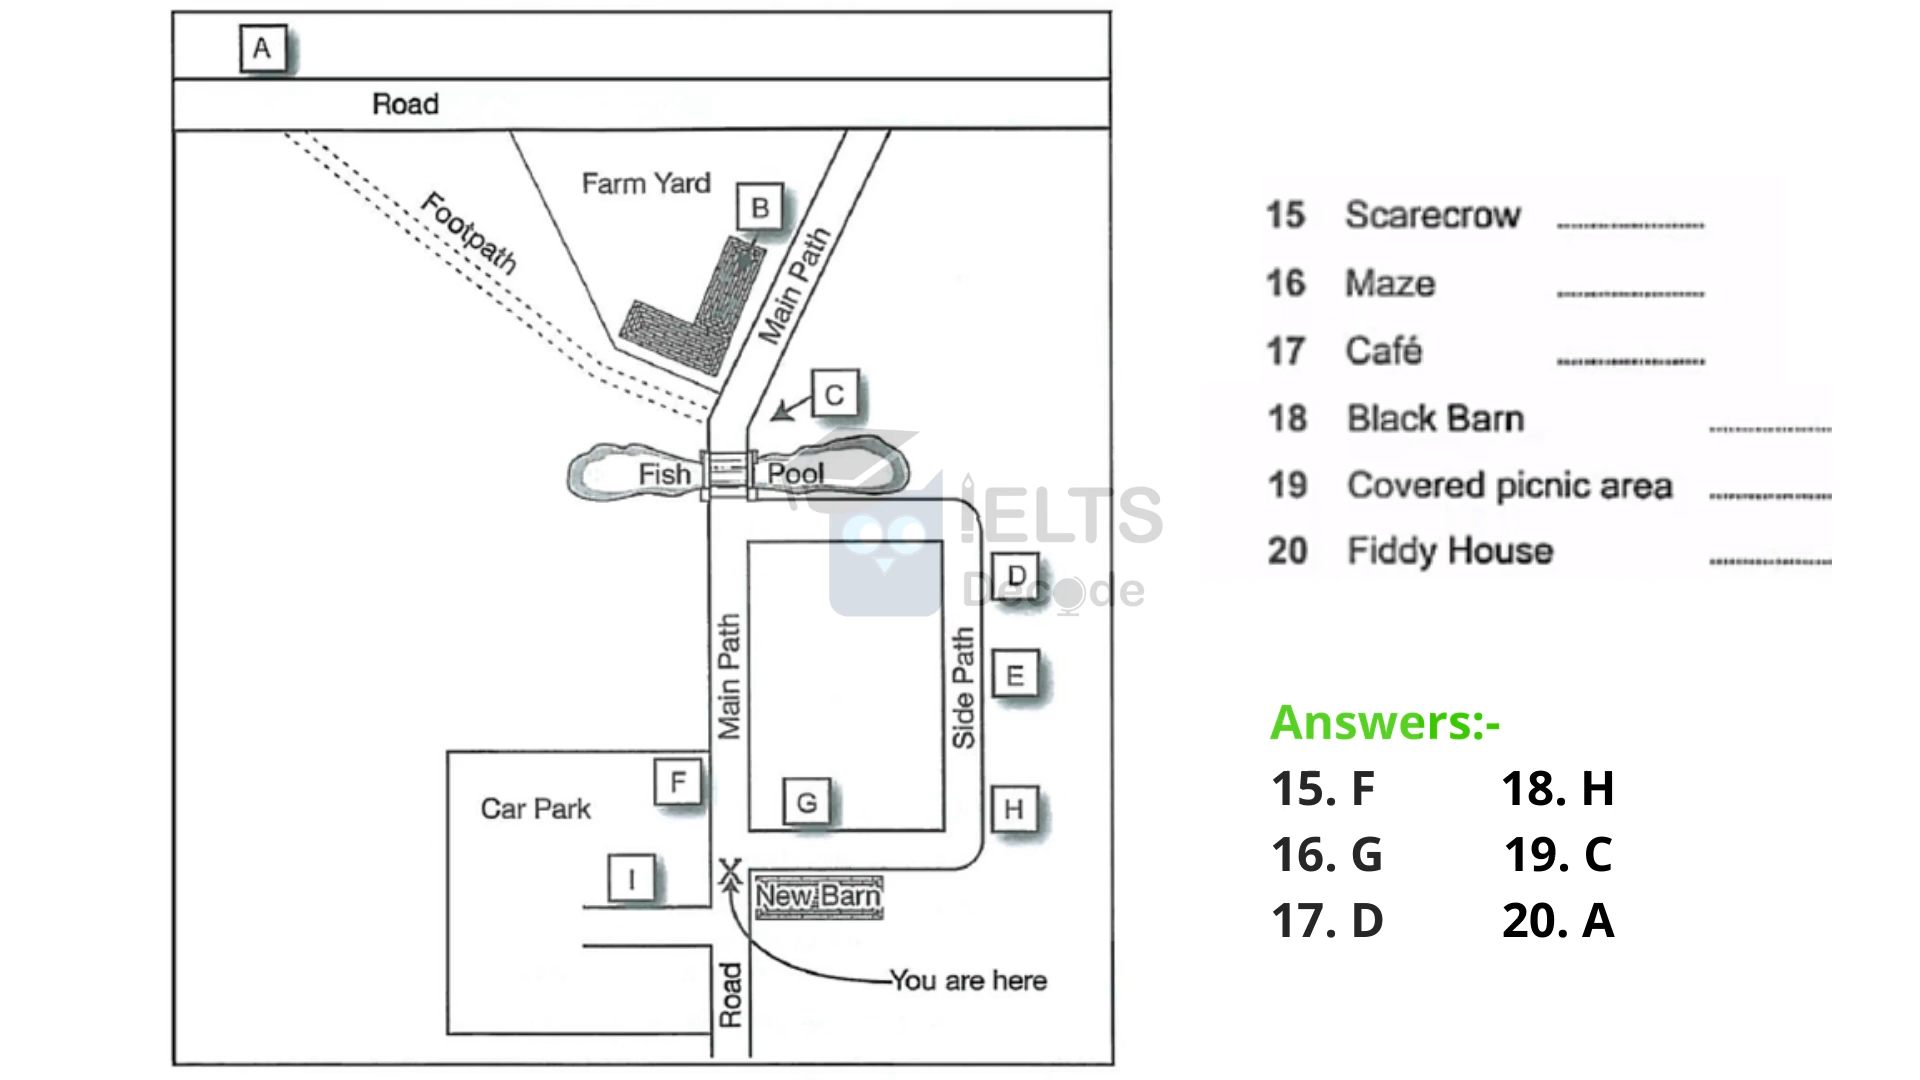 A
Road
Farm Yard
B
Footpath
Main Path
C
Fish Pool
IELTS
Decode
D
Main Path
Side Path
E
F
Car Park
G
H
I
X
New Barn
You are here
Road
15 Scarecrow
16 Maze
17 Café
18 Black Barn
19 Covered picnic area
20 Fiddy House
Answers:-
15. F 18. H
16. G 19. C
17. D 20. A